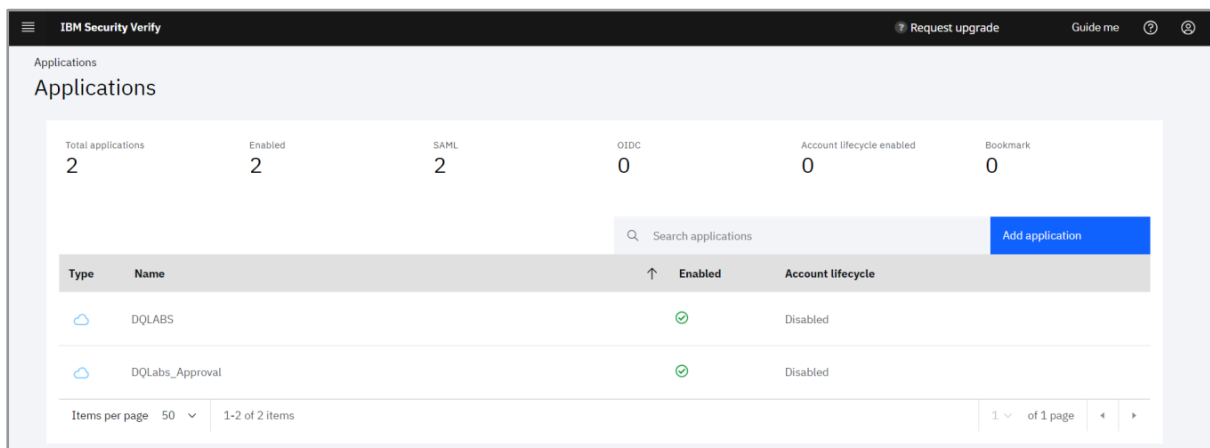 IBM Security Verify Request upgrade Guide me
Applications
Applications
Total applications Enabled SAML OIDC Account lifecycle enabled Bookmark
2 2 2 0 0 0
Search applications Add application
Type Name Enabled Account lifecycle
DQLABS Disabled
DQLabs_Approval Disabled
Items per page 50 1-2 of 2 items 1 of 1 page